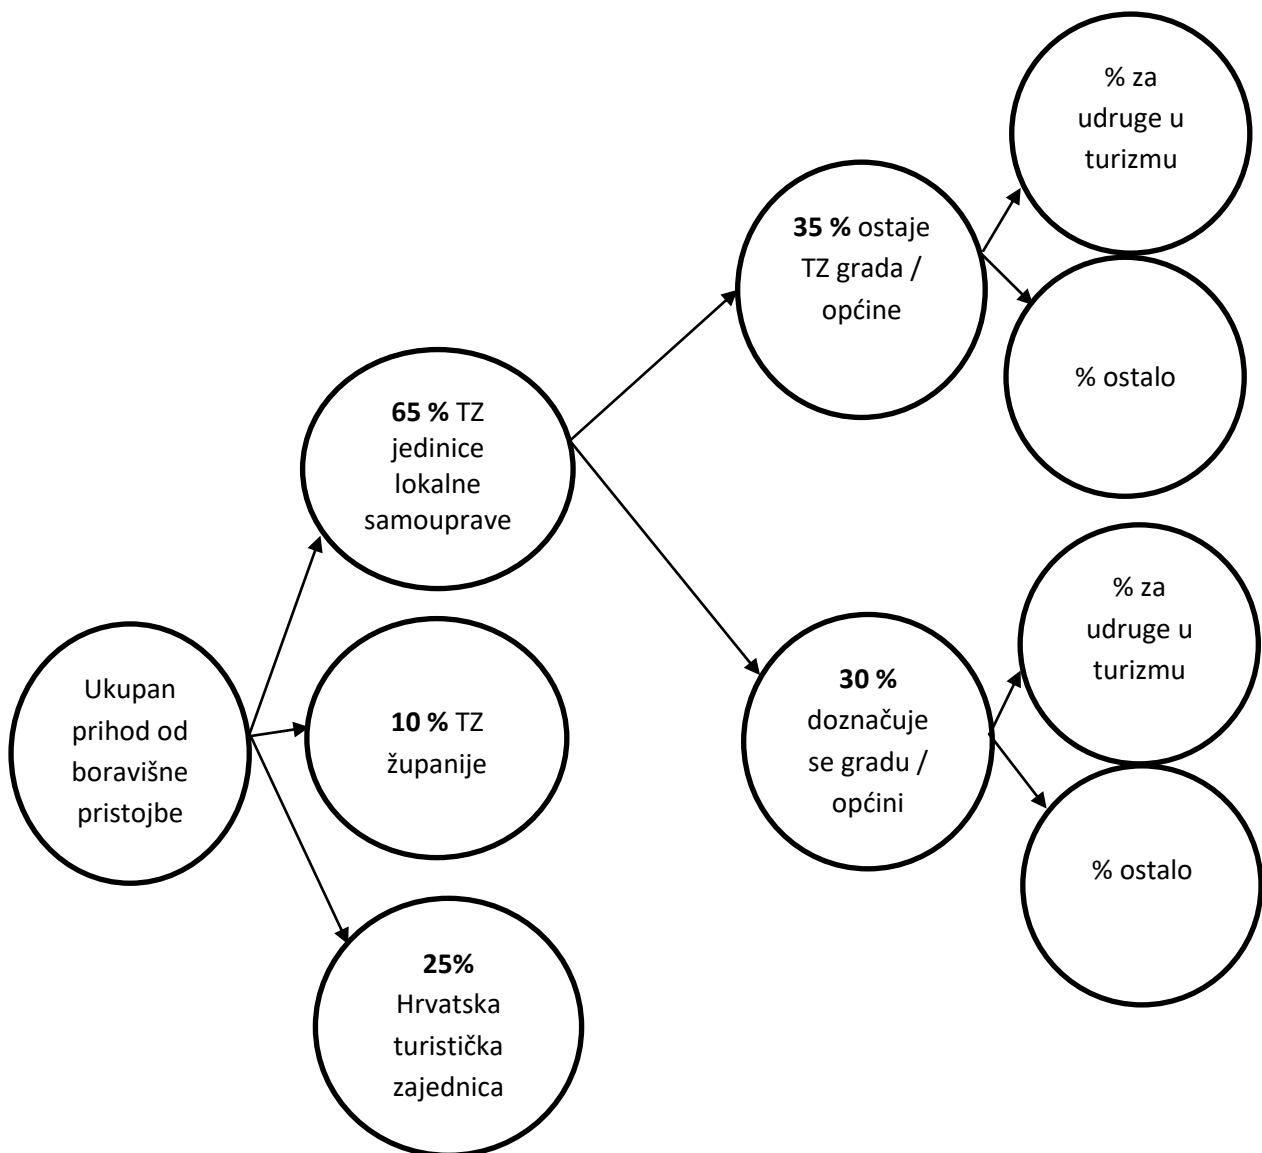 Ukupan
prihod od
boravišne
pristojbe
65 % TZ
jedinice
lokalne
samouprave
10 % TZ
županije
25%
Hrvatska
turistička
zajednica
35 % ostaje
TZ grada /
općine
30 %
doznačuje
se gradu /
općini
% za
udruge u
turizmu
% ostalo
% za
udruge u
turizmu
% ostalo